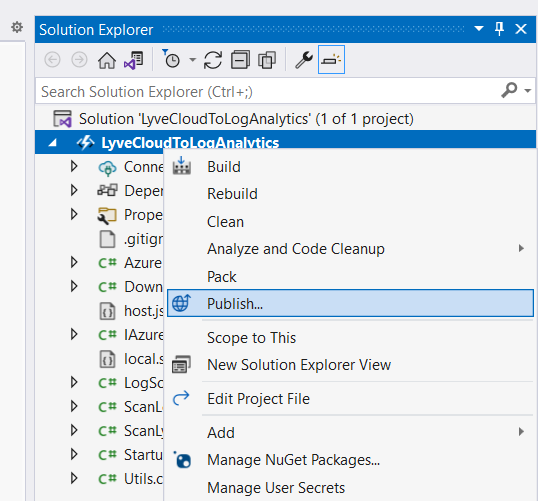 Solution Explorer
Search Solution Explorer (Ctrl+;)
Solution 'LyveCloudToLogAnalytics' (1 of 1 project)
LyveCloudToLogAnalytics
Conne
Build
Depe
Rebuild
Prope
Clean
.gitign
Analyze and Code Cleanup
C# Azure
Pack
C# Down
Publish...
host.js
C# IAzure
Scope to This
local.s
New Solution Explorer View
C# LogSc
C# ScanL
Edit Project File
C# ScanLy
Add
C# Startu
Manage NuGet Packages...
C# Utils.c
Manage User Secrets